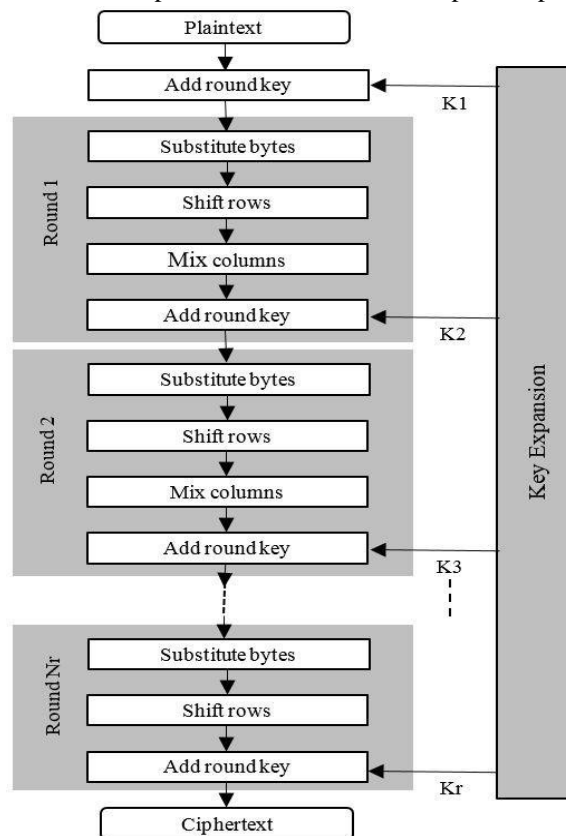 Plaintext
Add round key
K1
Round 1
Substitute bytes
Shift rows
Mix columns
Add round key
K2
Round 2
Substitute bytes
Shift rows
Mix columns
Add round key
K3
Key Expansion
Round Nr
Substitute bytes
Shift rows
Add round key
Kr
Ciphertext